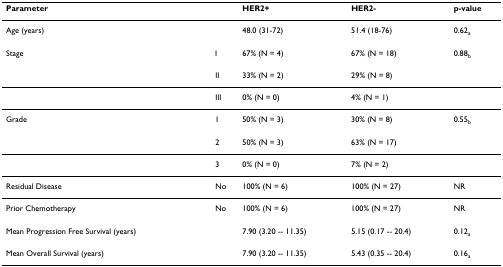 Parameter HER2+ HER2- p-value
Age (years) 48.0 (31-72) 51.4 (18-76) 0.62a
Stage I 67% (N = 4) 67% (N = 18) 0.88b
II 33% (N = 2) 29% (N = 8)
III 0% (N = 0) 4% (N = 1)
Grade 1 50% (N = 3) 30% (N = 8) 0.55b
2 50% (N = 3) 63% (N = 17)
3 0% (N = 0) 7% (N = 2)
Residual Disease No 100% (N = 6) 100% (N = 27) NR
Prior Chemotherapy No 100% (N = 6) 100% (N = 27) NR
Mean Progression Free Survival (years) 7.90 (3.20 -- 11.35) 5.15 (0.17 -- 20.4) 0.12a
Mean Overall Survival (years) 7.90 (3.20 -- 11.35) 5.43 (0.35 -- 20.4) 0.16a